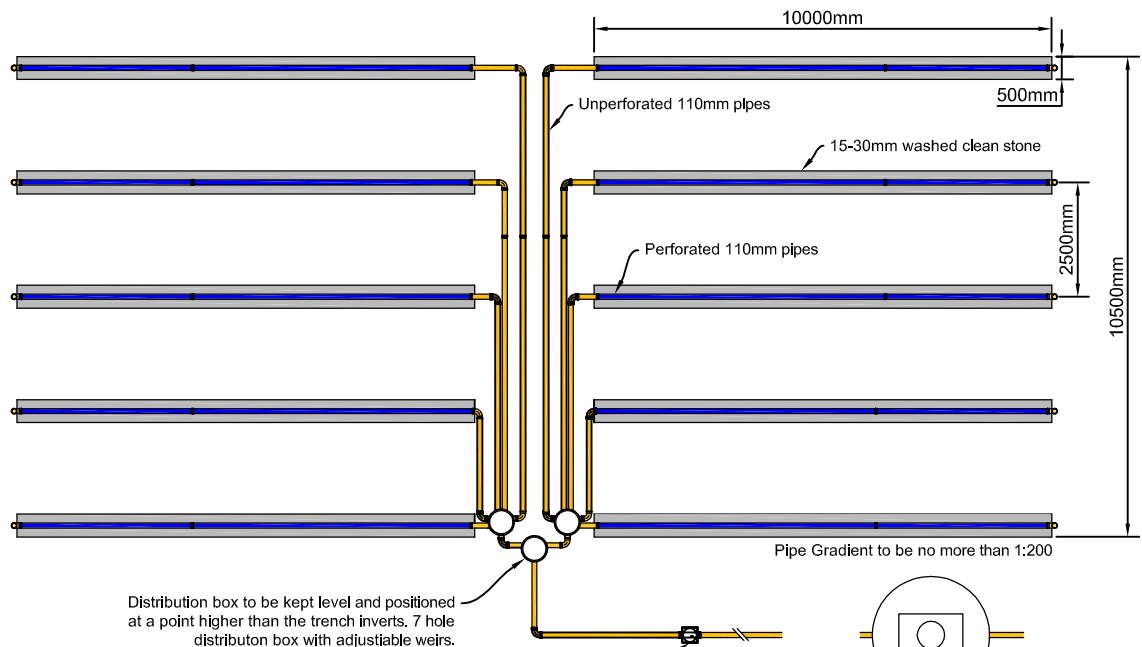 10000mm
500mm
Unperforated 110mm pipes
15-30mm washed clean stone
2500mm
Perforated 110mm pipes
10500mm
Pipe Gradient to be no more than 1:200
Distribution box to be kept level and positioned
at a point higher than the trench inverts. 7 hole
distributon box with adjustiable weirs.